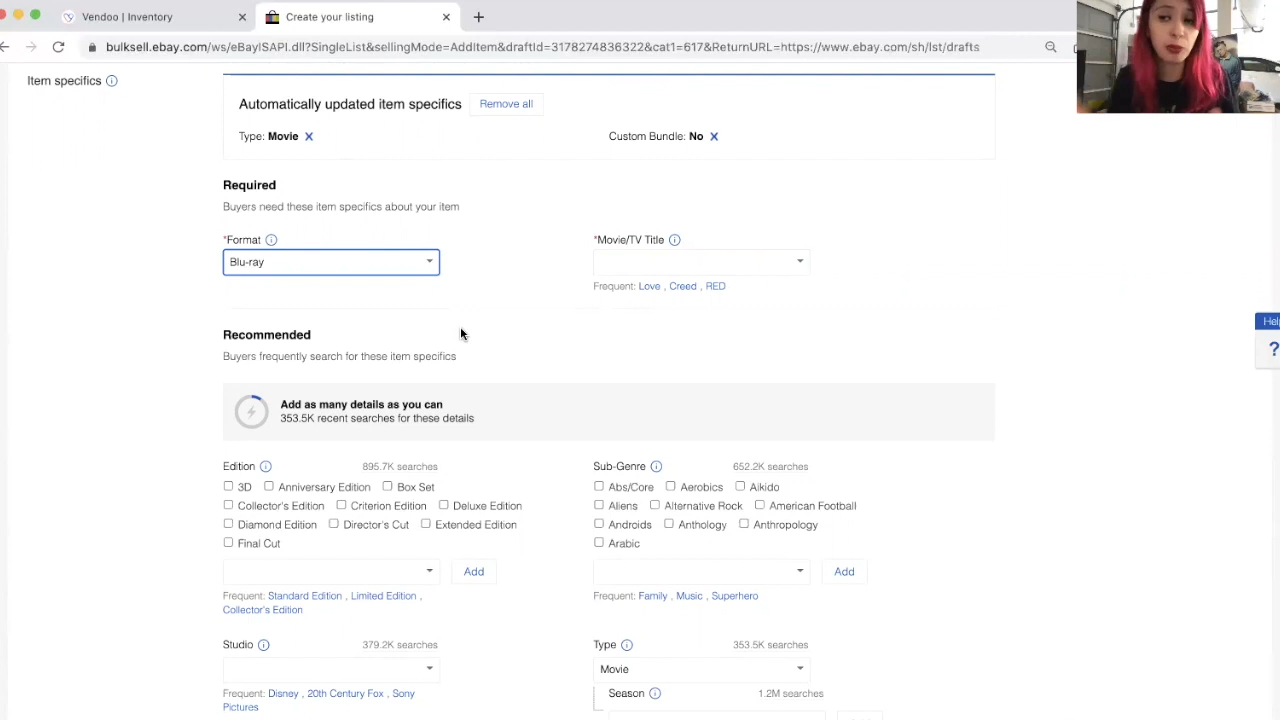 Vendoo | Inventory
Create your listing
bulksell.ebay.com/ws/eBayISAPI.dll?SingleList&sellingMode=AddItem&draftId=3178274836322&cat1=617&ReturnURL=https://www.ebay.com/sh/lst/drafts
Item specifics
Automatically updated item specifics Remove all
Type: Movie X Custom Bundle: No X
Required
Buyers need these item specifics about your item
*Format *Movie/TV Title
Blu-ray
Frequent: Love , Creed , RED
Recommended
Buyers frequently search for these item specifics
Help
?
Add as many details as you can
353.5K recent searches for these details
Edition 895.7K searches Sub-Genre 652.2K searches
3D Anniversary Edition Box Set Abs/Core Aerobics Aikido
Collector's Edition Criterion Edition Deluxe Edition Aliens Alternative Rock American Football
Diamond Edition Director's Cut Extended Edition Androids Anthology Anthropology
Final Cut Arabic
Add Add
Frequent: Standard Edition , Limited Edition , Frequent: Family , Music , Superhero
Collector's Edition
Studio 379.2K searches Type 353.5K searches
Movie
Frequent: Disney , 20th Century Fox , Sony Season 1.2M searches
Pictures